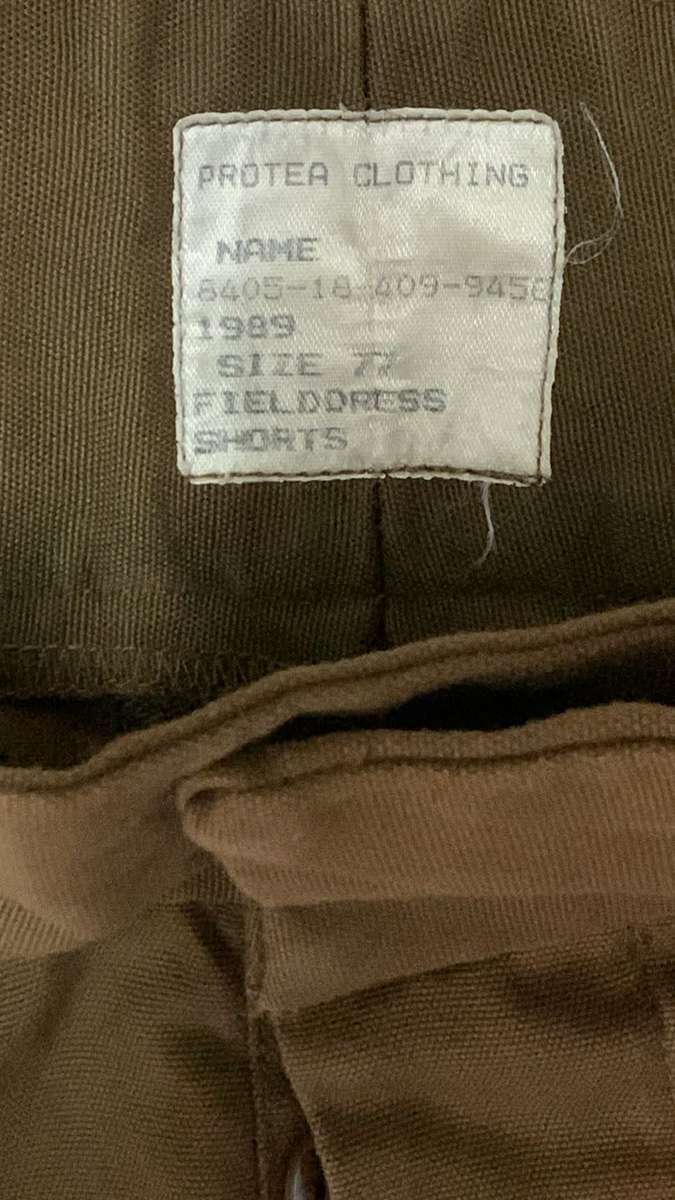 PROTEA CLOTHING
NAME
8405-18-409-9458
1989
SIZE 77
FIELDDRESS
SHORTS